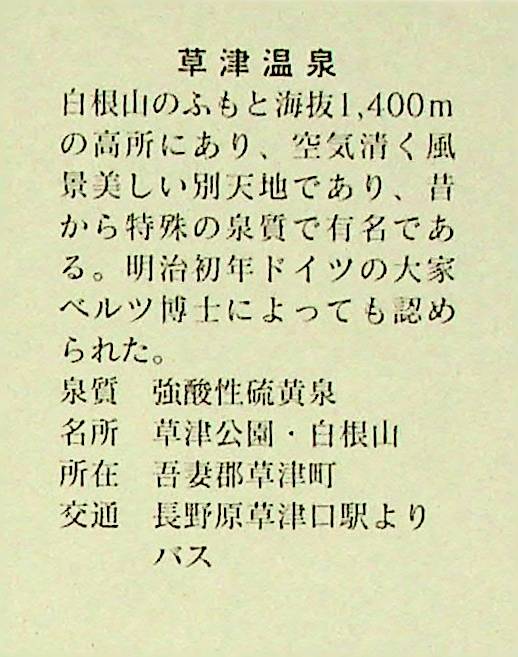 草津温泉
白根山のふもと海抜1,400m
の高所にあり、空気清く風
景美しい別天地であり、昔
から特殊の泉質で有名であ
る。明治初年ドイツの大家
ベルツ博士によっても認め
られた。
泉質　強酸性硫黄泉
名所　草津公園・白根山
所在　吾妻郡草津町
交通　長野原草津口駅より
バス